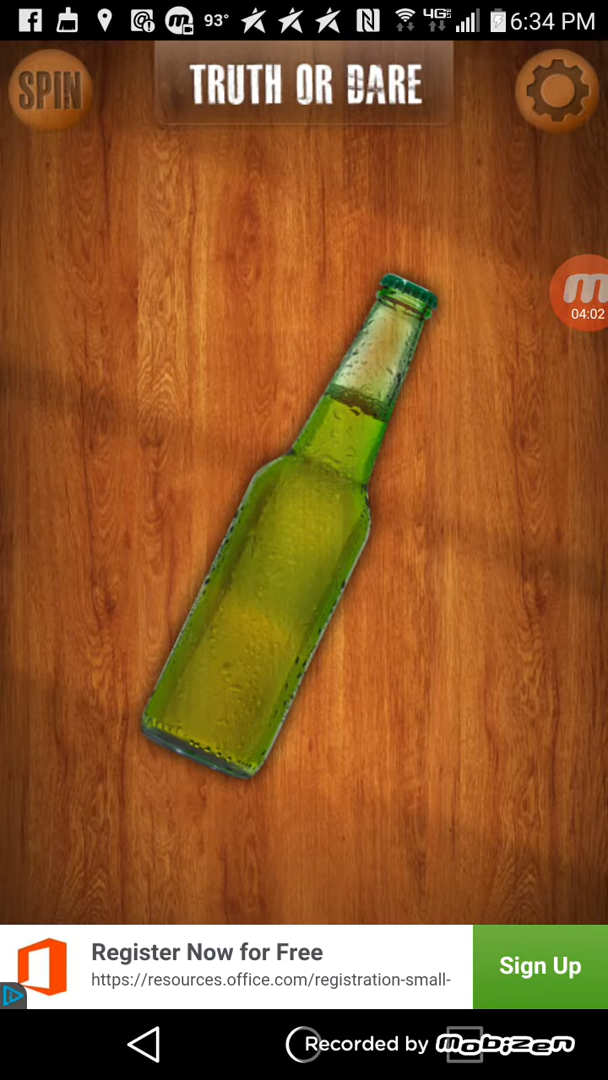 93° 4G 6:34 PM
SPIN
TRUTH OR DARE
04:02
Register Now for Free
https://resources.office.com/registration-small-
Sign Up
Recorded by Mobizen